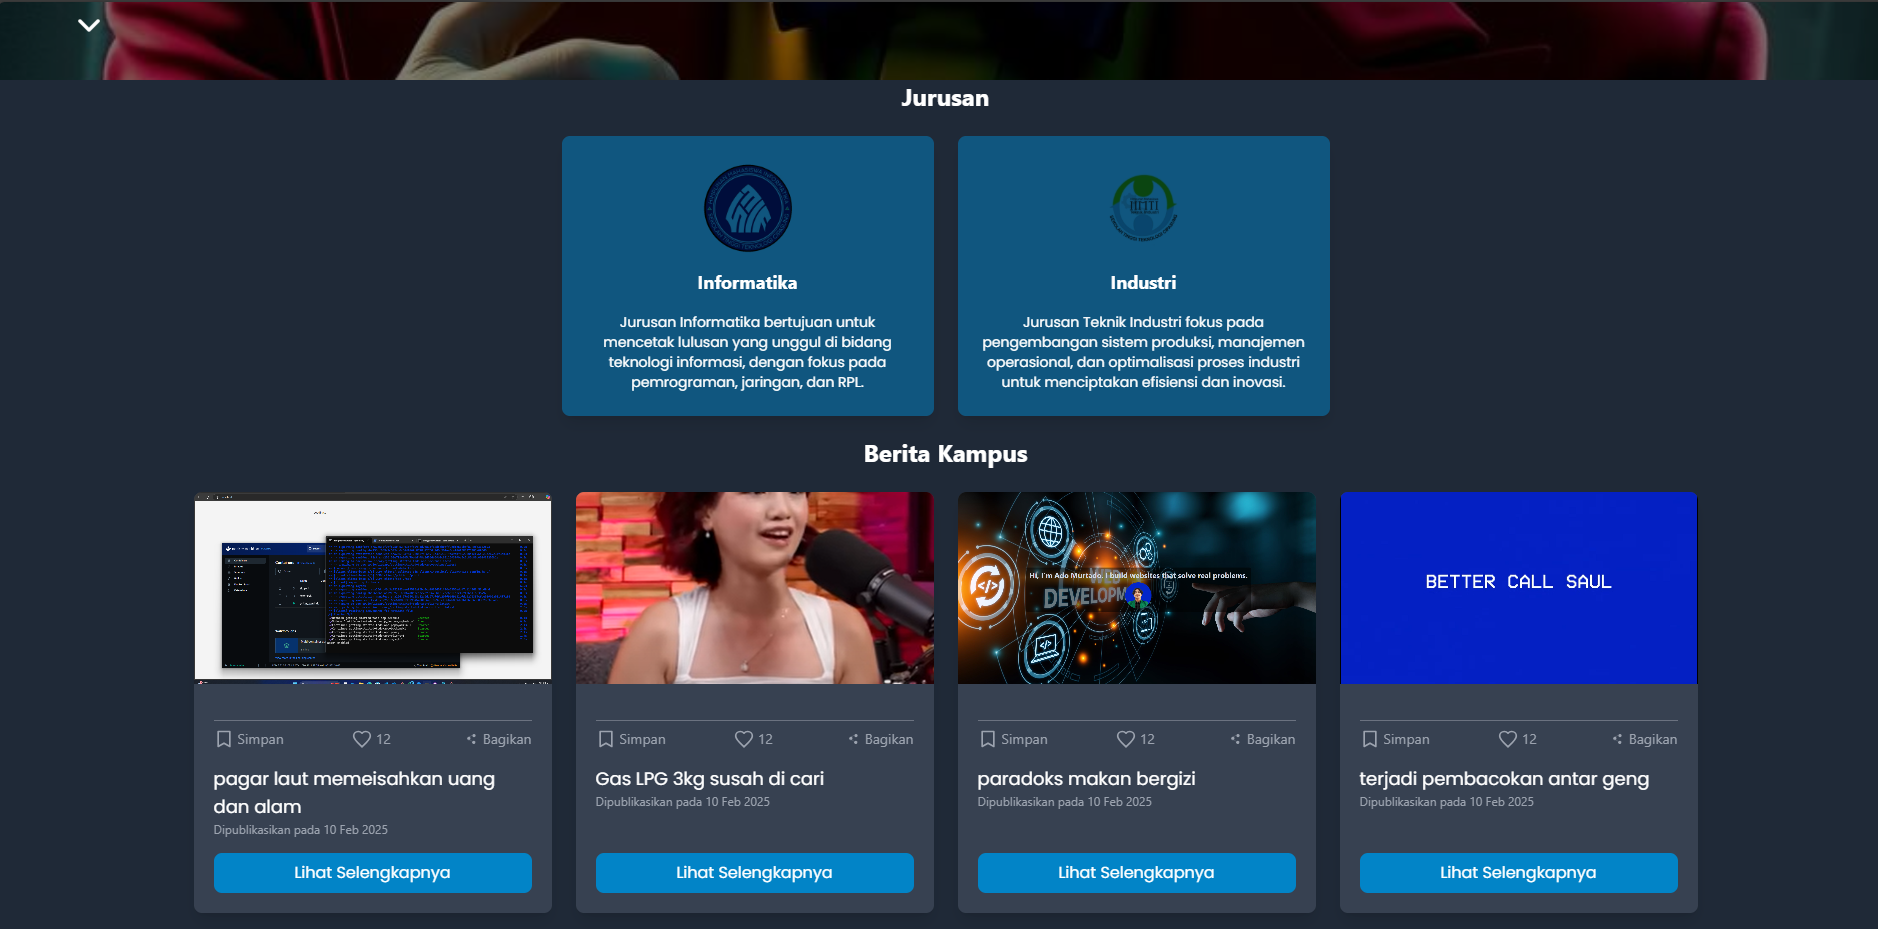 Jurusan
Informatika
Jurusan Informatika bertujuan untuk
mencetak lulusan yang unggul di bidang
teknologi informasi, dengan fokus pada
pemrograman, jaringan, dan RPL.
Industri
Jurusan Teknik Industri fokus pada
pengembangan sistem produksi, manajemen
operasional, dan optimalisasi proses industri
untuk menciptakan efisiensi dan inovasi.
Berita Kampus
Simpan 12 Bagikan
pagar laut memeisahkan uang
dan alam
Dipublikasikan pada 10 Feb 2025
Lihat Selengkapnya
Simpan 12 Bagikan
Gas LPG 3kg susah di cari
Dipublikasikan pada 10 Feb 2025
Lihat Selengkapnya
Hi, I'm Ado Murtado. I build websites that solve real problems.
Simpan 12 Bagikan
paradoks makan bergizi
Dipublikasikan pada 10 Feb 2025
Lihat Selengkapnya
BETTER CALL SAUL
Simpan 12 Bagikan
terjadi pembacokan antar geng
Dipublikasikan pada 10 Feb 2025
Lihat Selengkapnya